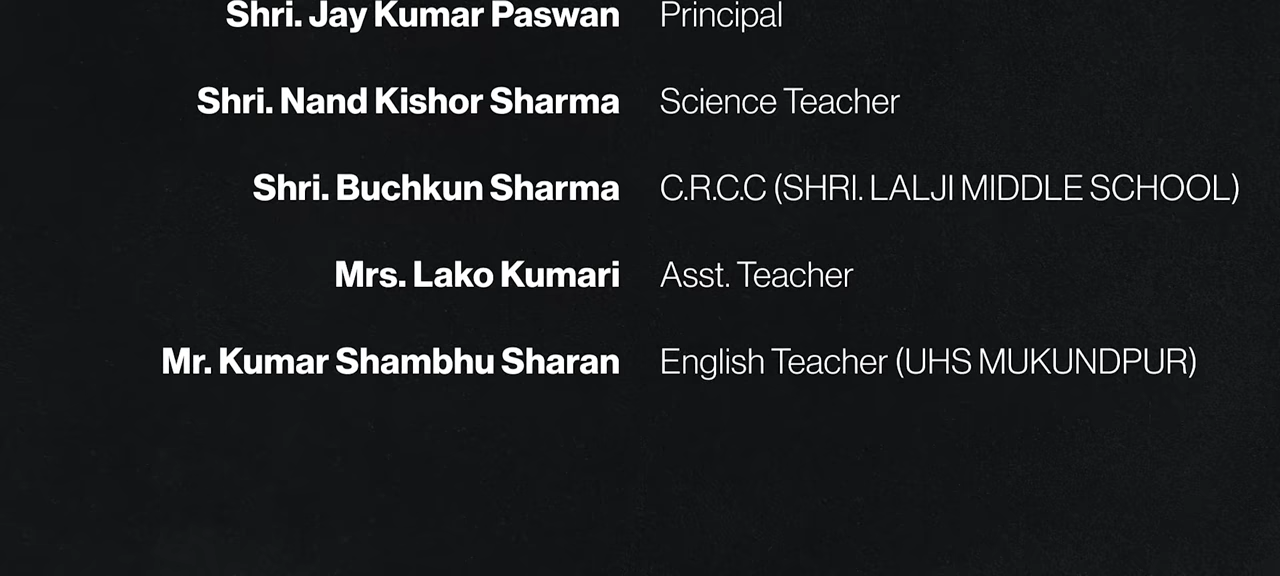 Shri. Jay Kumar Paswan Principal
Shri. Nand Kishor Sharma Science Teacher
Shri. Buchkun Sharma C.R.C.C (SHRI. LALJI MIDDLE SCHOOL)
Mrs. Lako Kumari Asst. Teacher
Mr. Kumar Shambhu Sharan English Teacher (UHS MUKUNDPUR)